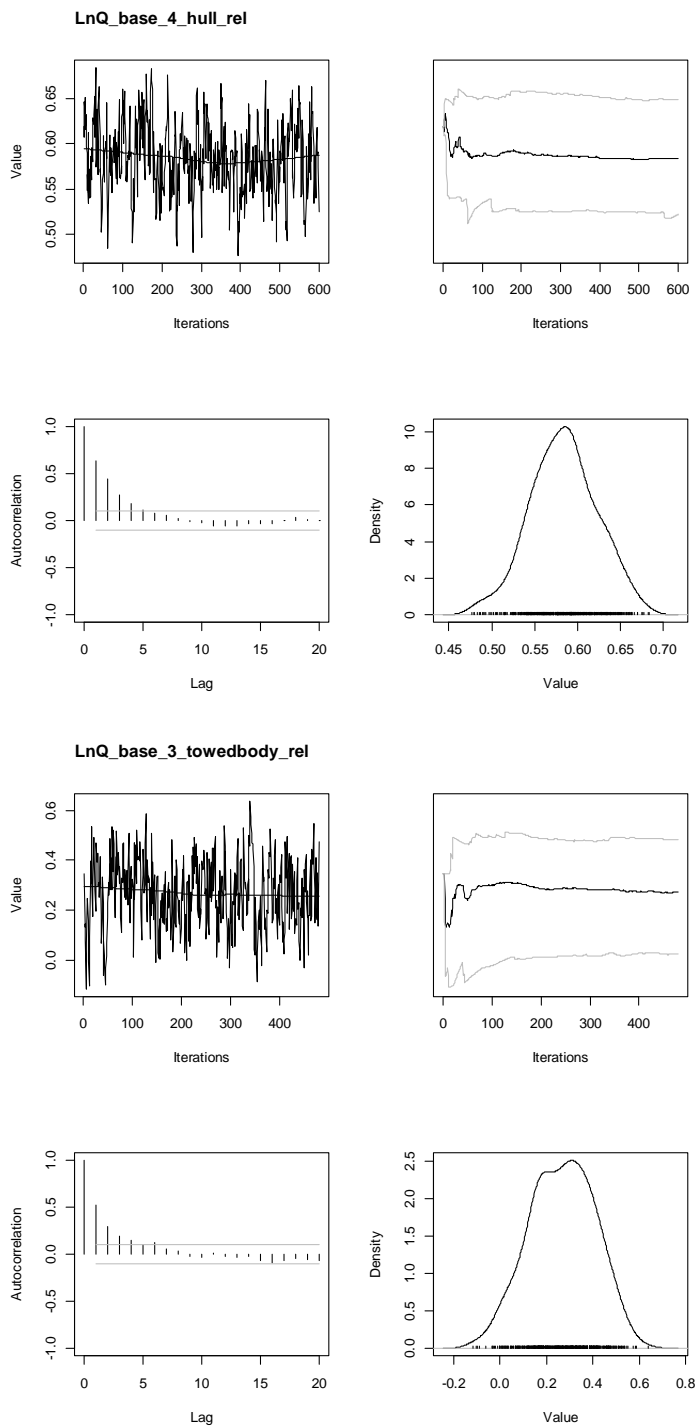 LnQ_base_4_hull_rel
Value
0.50 0.55 0.60 0.65
0 100 200 300 400 500 600
Iterations
0 100 200 300 400 500 600
Iterations
Autocorrelation
-1.0 -0.5 0.0 0.5 1.0
0 5 10 15 20
Lag
Density
0 2 4 6 8 10
0.45 0.50 0.55 0.60 0.65 0.70
Value
LnQ_base_3_towedbody_rel
Value
0.0 0.2 0.4 0.6
0 100 200 300 400
Iterations
0 100 200 300 400
Iterations
Autocorrelation
-1.0 -0.5 0.0 0.5 1.0
0 5 10 15 20
Lag
Density
0.0 0.5 1.0 1.5 2.0 2.5
-0.2 0.0 0.2 0.4 0.6 0.8
Value